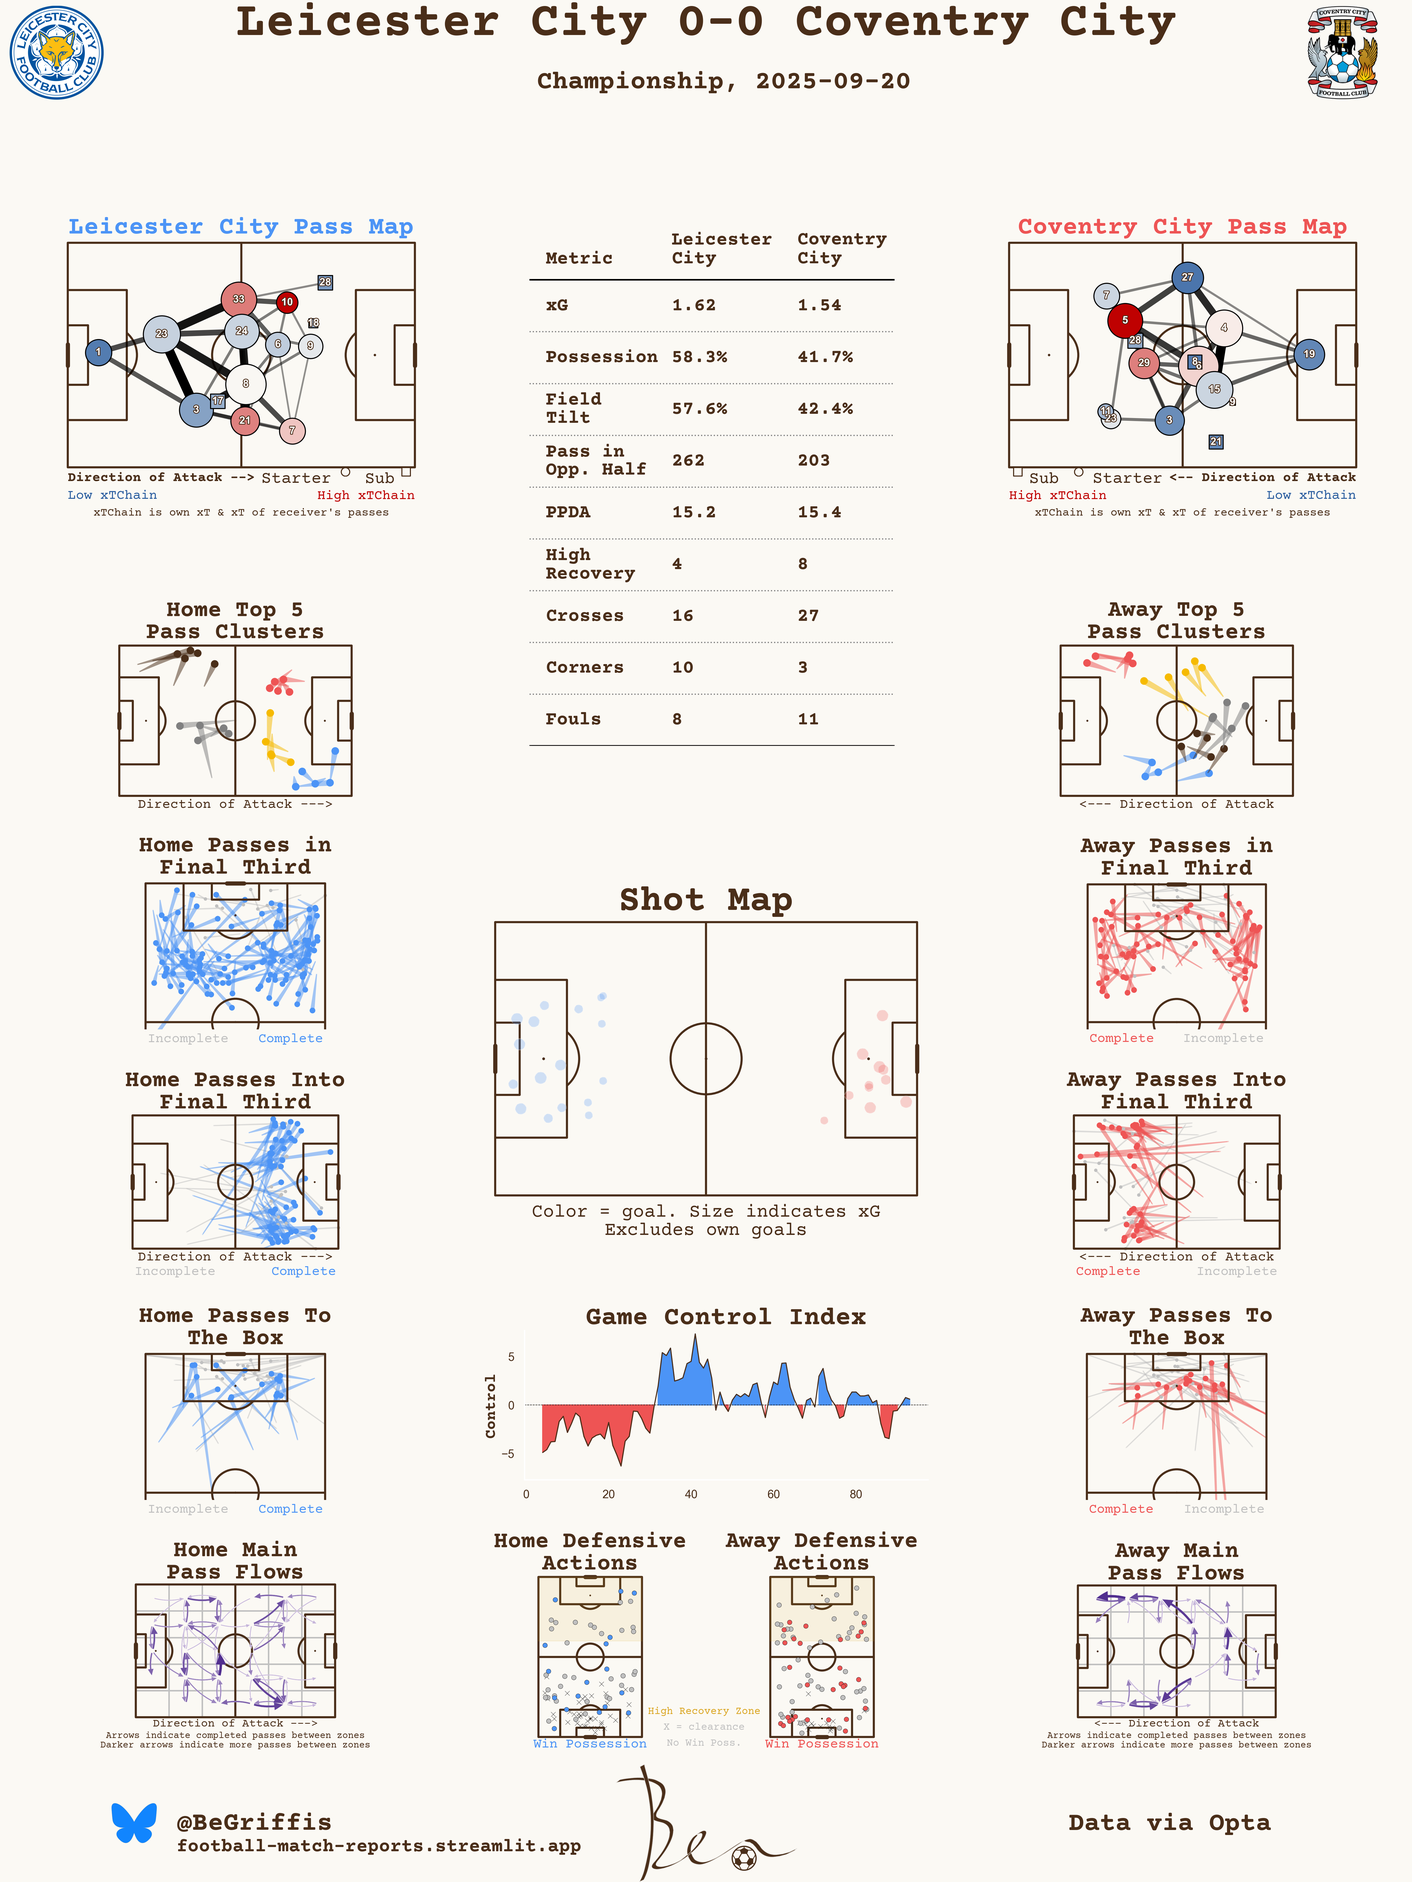 Leicester City 0-0 Coventry City
Championship, 2025-09-20
LEICESTER CITY
FOOTBALL CLUB
COVENTRY CITY
FOOTBALL CLUB
Leicester City Pass Map
1
23
33
10
28
24
6
18
9
8
3
17
21
7
Direction of Attack --> Starter Sub
Low xTChain High xTChain
xTChain is own xT & xT of receiver's passes
Metric Leicester City Coventry City
xG 1.62 1.54
Possession 58.3% 41.7%
Field Tilt 57.6% 42.4%
Pass in Opp. Half 262 203
PPDA 15.2 15.4
High Recovery 4 8
Crosses 16 27
Corners 10 3
Fouls 8 11
Coventry City Pass Map
27
7
5
4
28
29
8
19
15
9
11
23
3
21
Sub Starter <-- Direction of Attack
High xTChain Low xTChain
xTChain is own xT & xT of receiver's passes
Home Top 5
Pass Clusters
Direction of Attack --->
Away Top 5
Pass Clusters
<--- Direction of Attack
Home Passes in
Final Third
Incomplete Complete
Away Passes in
Final Third
Complete Incomplete
Shot Map
Color = goal. Size indicates xG
Excludes own goals
Home Passes Into
Final Third
Direction of Attack --->
Incomplete Complete
Away Passes Into
Final Third
<--- Direction of Attack
Complete Incomplete
Home Passes To
The Box
Incomplete Complete
Game Control Index
Control
5
0
−5
0 20 40 60 80
Away Passes To
The Box
Complete Incomplete
Home Main
Pass Flows
Direction of Attack --->
Arrows indicate completed passes between zones
Darker arrows indicate more passes between zones
Home Defensive
Actions
Win Possession
High Recovery Zone
X = clearance
No Win Poss.
Away Defensive
Actions
Win Possession
Away Main
Pass Flows
<--- Direction of Attack
Arrows indicate completed passes between zones
Darker arrows indicate more passes between zones
@BeGriffis
football-match-reports.streamlit.app
Ben
Data via Opta